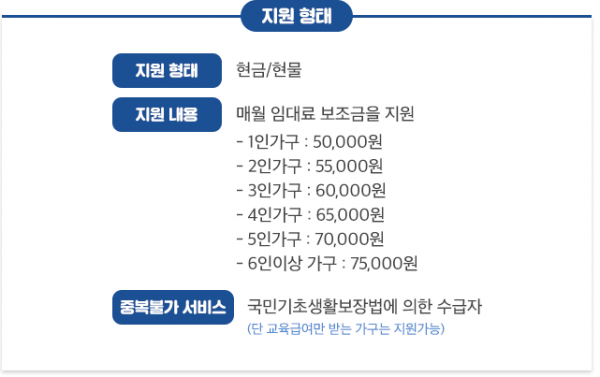 지원 형태
지원 형태 현금/현물
지원 내용 매월 임대료 보조금을 지원
- 1인가구 : 50,000원
- 2인가구 : 55,000원
- 3인가구 : 60,000원
- 4인가구 : 65,000원
- 5인가구 : 70,000원
- 6인이상 가구 : 75,000원
중복불가 서비스 국민기초생활보장법에 의한 수급자
(단 교육급여만 받는 가구는 지원가능)